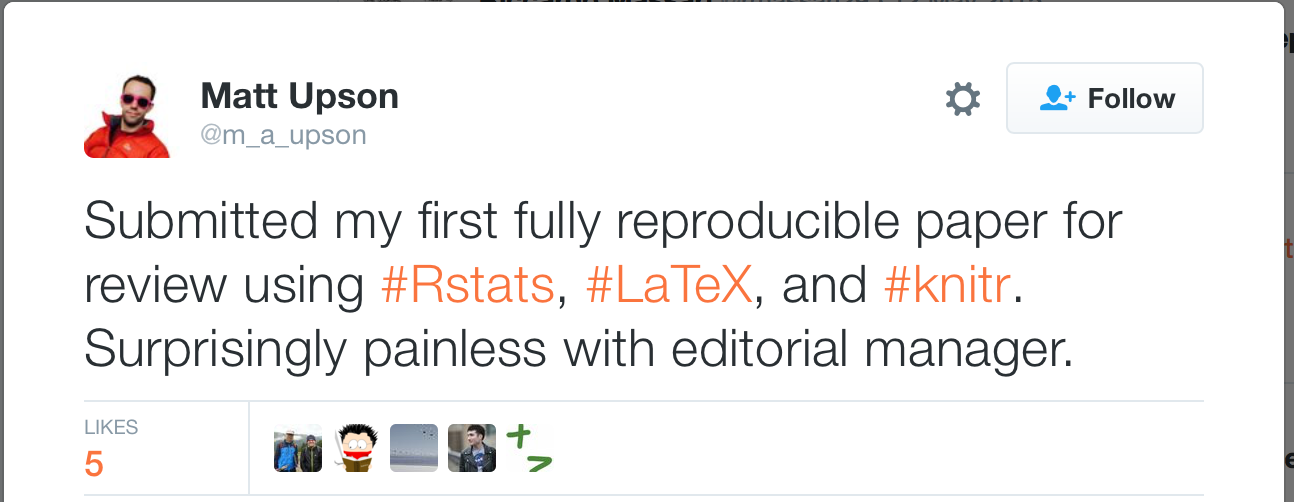 Matt Upson
@m_a_upson
Follow
Submitted my first fully reproducible paper for
review using #Rstats, #LaTeX, and #knitr.
Surprisingly painless with editorial manager.
LIKES
5